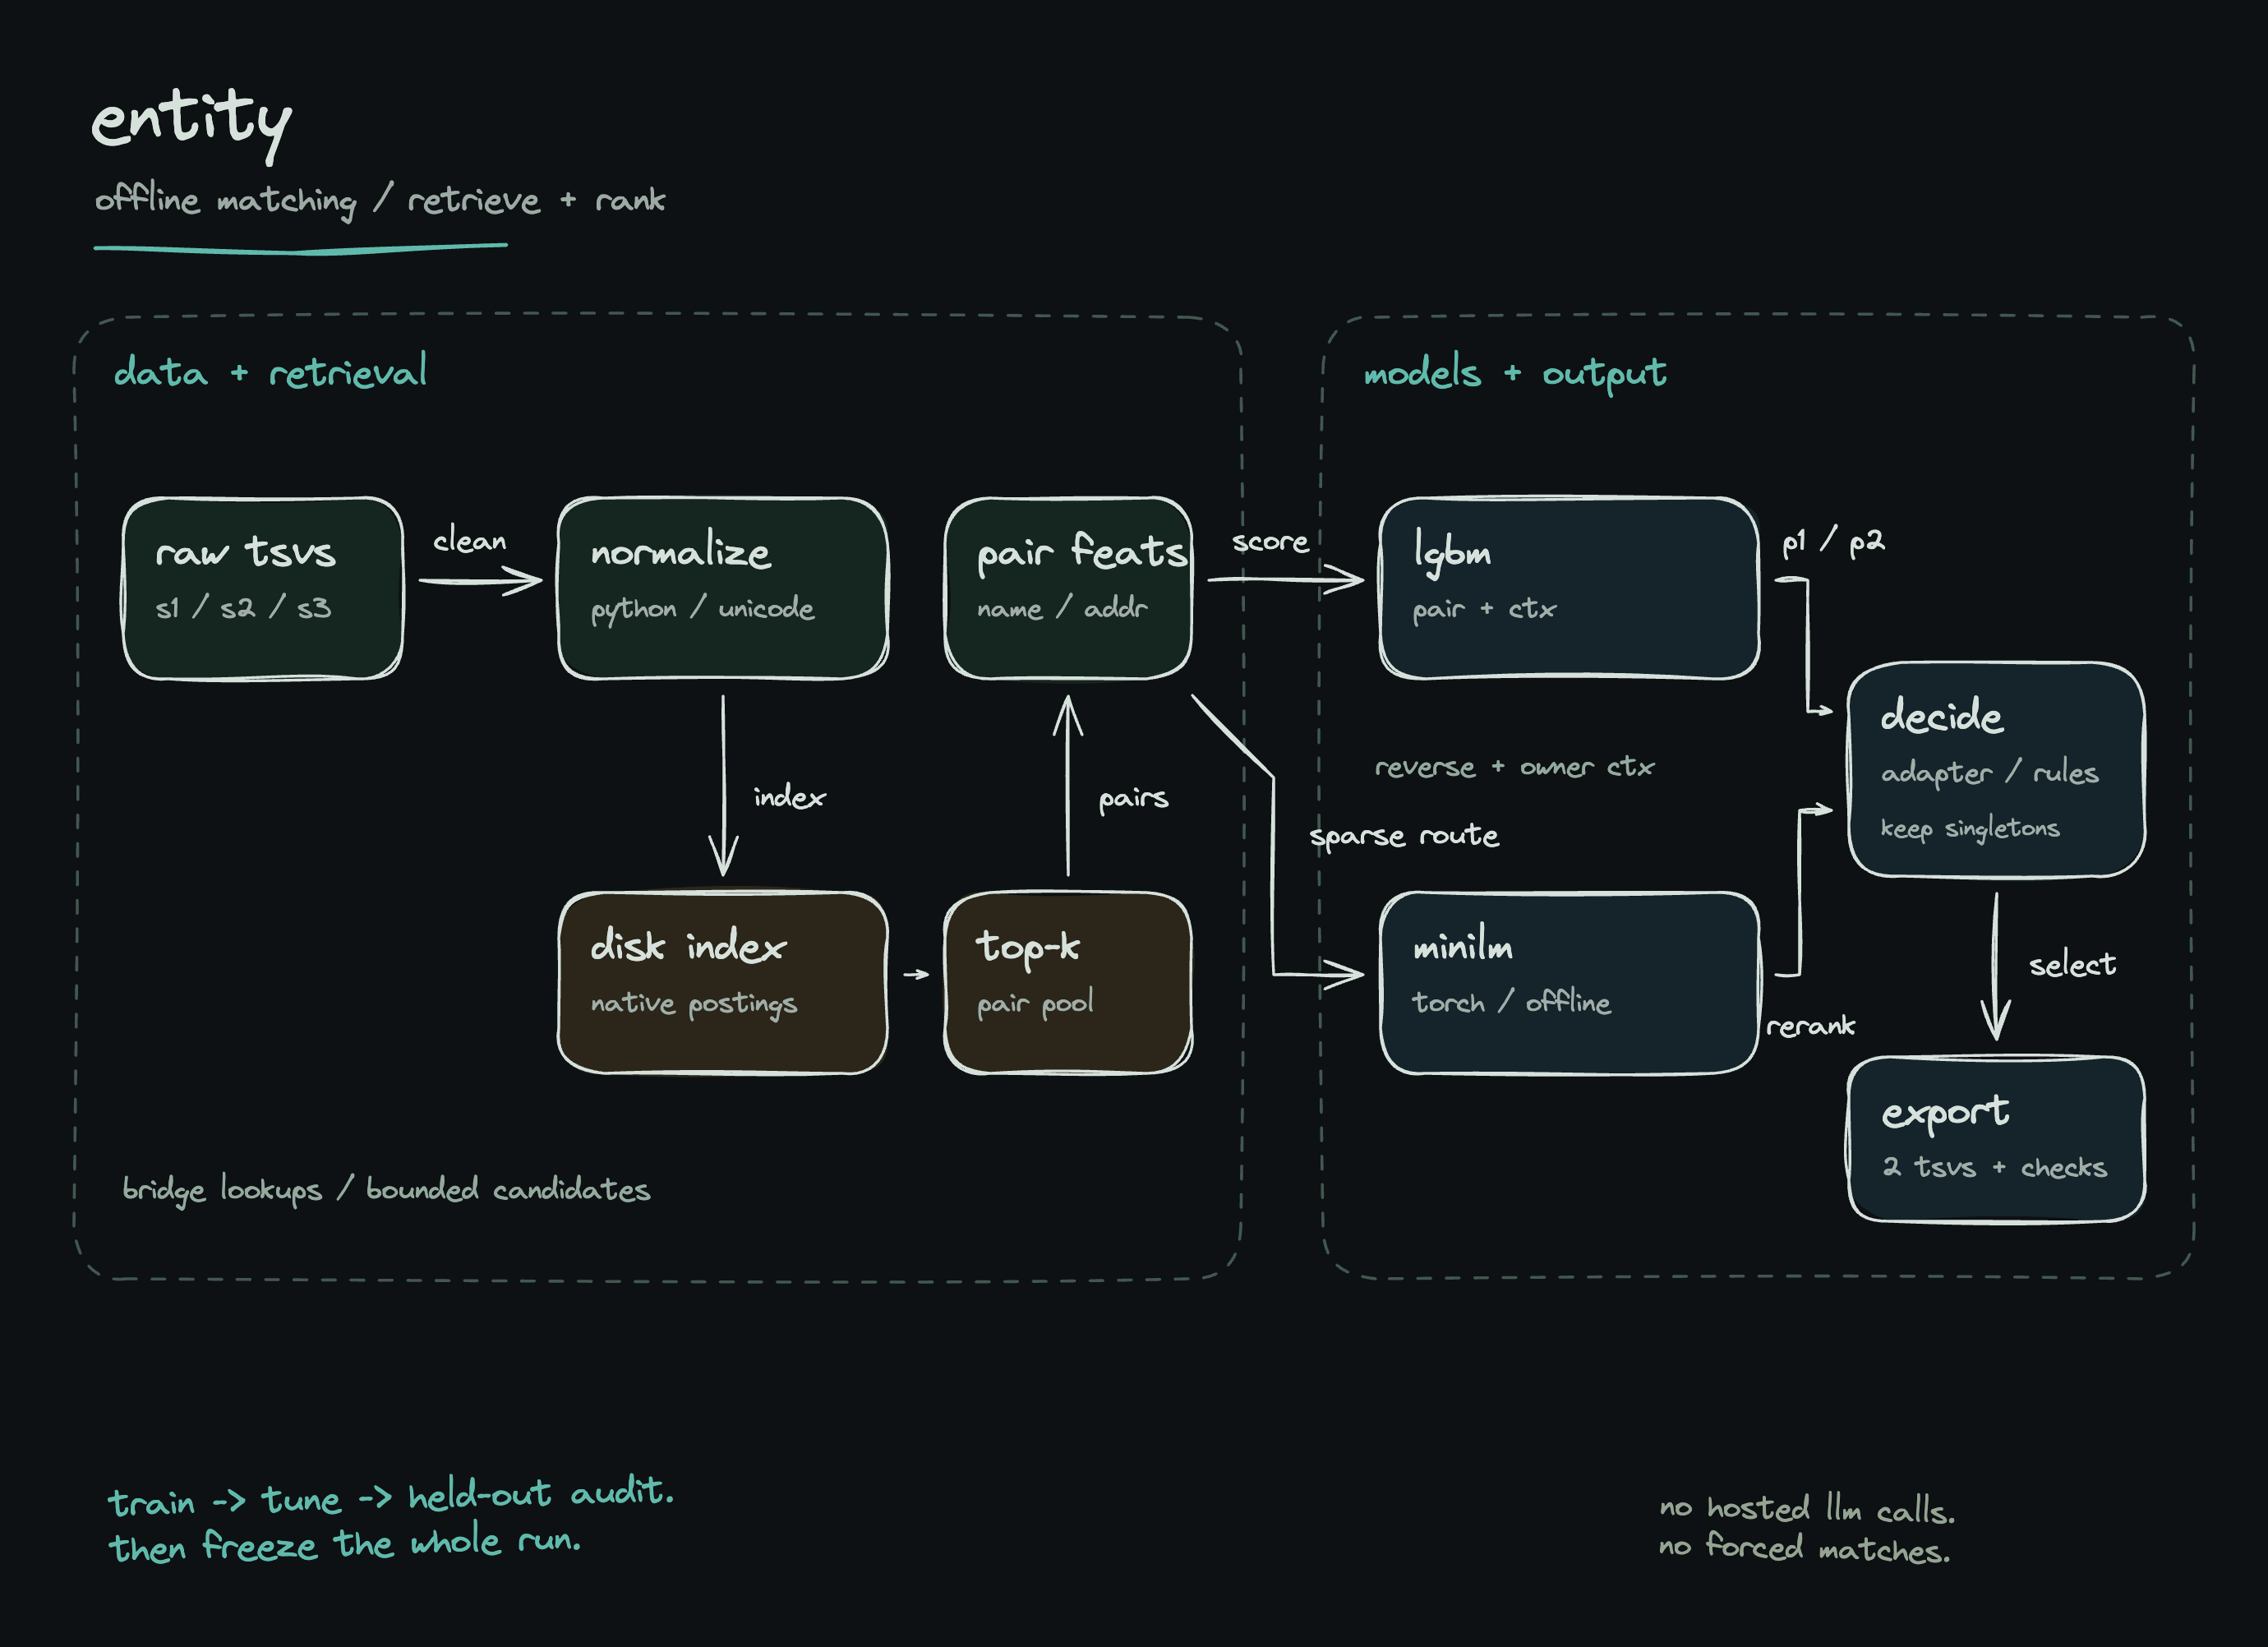 entity
offline matching / retrieve + rank
data + retrieval
raw tsvs
s1 / s2 / s3
clean
normalize
python / unicode
pair feats
name / addr
index
pairs
disk index
native postings
top-k
pair pool
bridge lookups / bounded candidates
score
sparse route
models + output
lgbm
pair + ctx
p1 / p2
reverse + owner ctx
minilm
torch / offline
rerank
decide
adapter / rules
keep singletons
select
export
2 tsvs + checks
train -> tune -> held-out audit.
then freeze the whole run.
no hosted llm calls.
no forced matches.